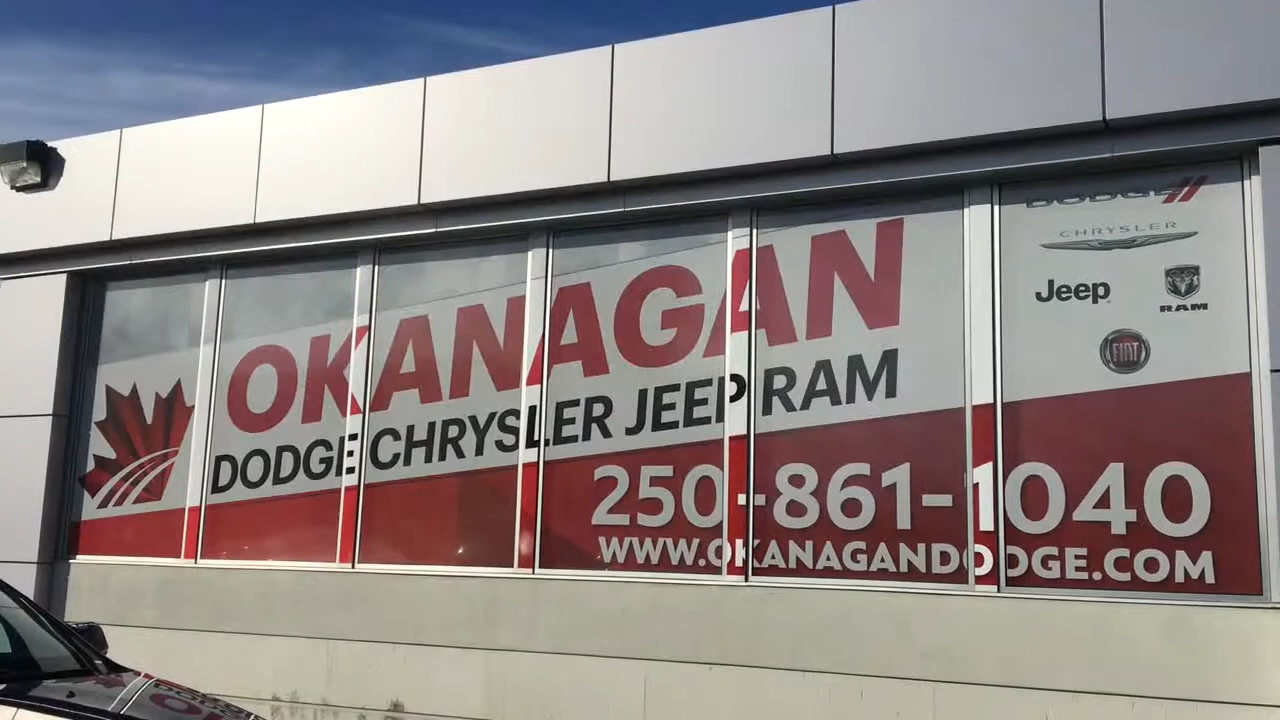 OKANAGAN
DODGE CHRYSLER JEEP RAM
250-861-1040
WWW.OKANAGANDODGE.COM
DODGE
CHRYSLER
Jeep
RAM
FIAT